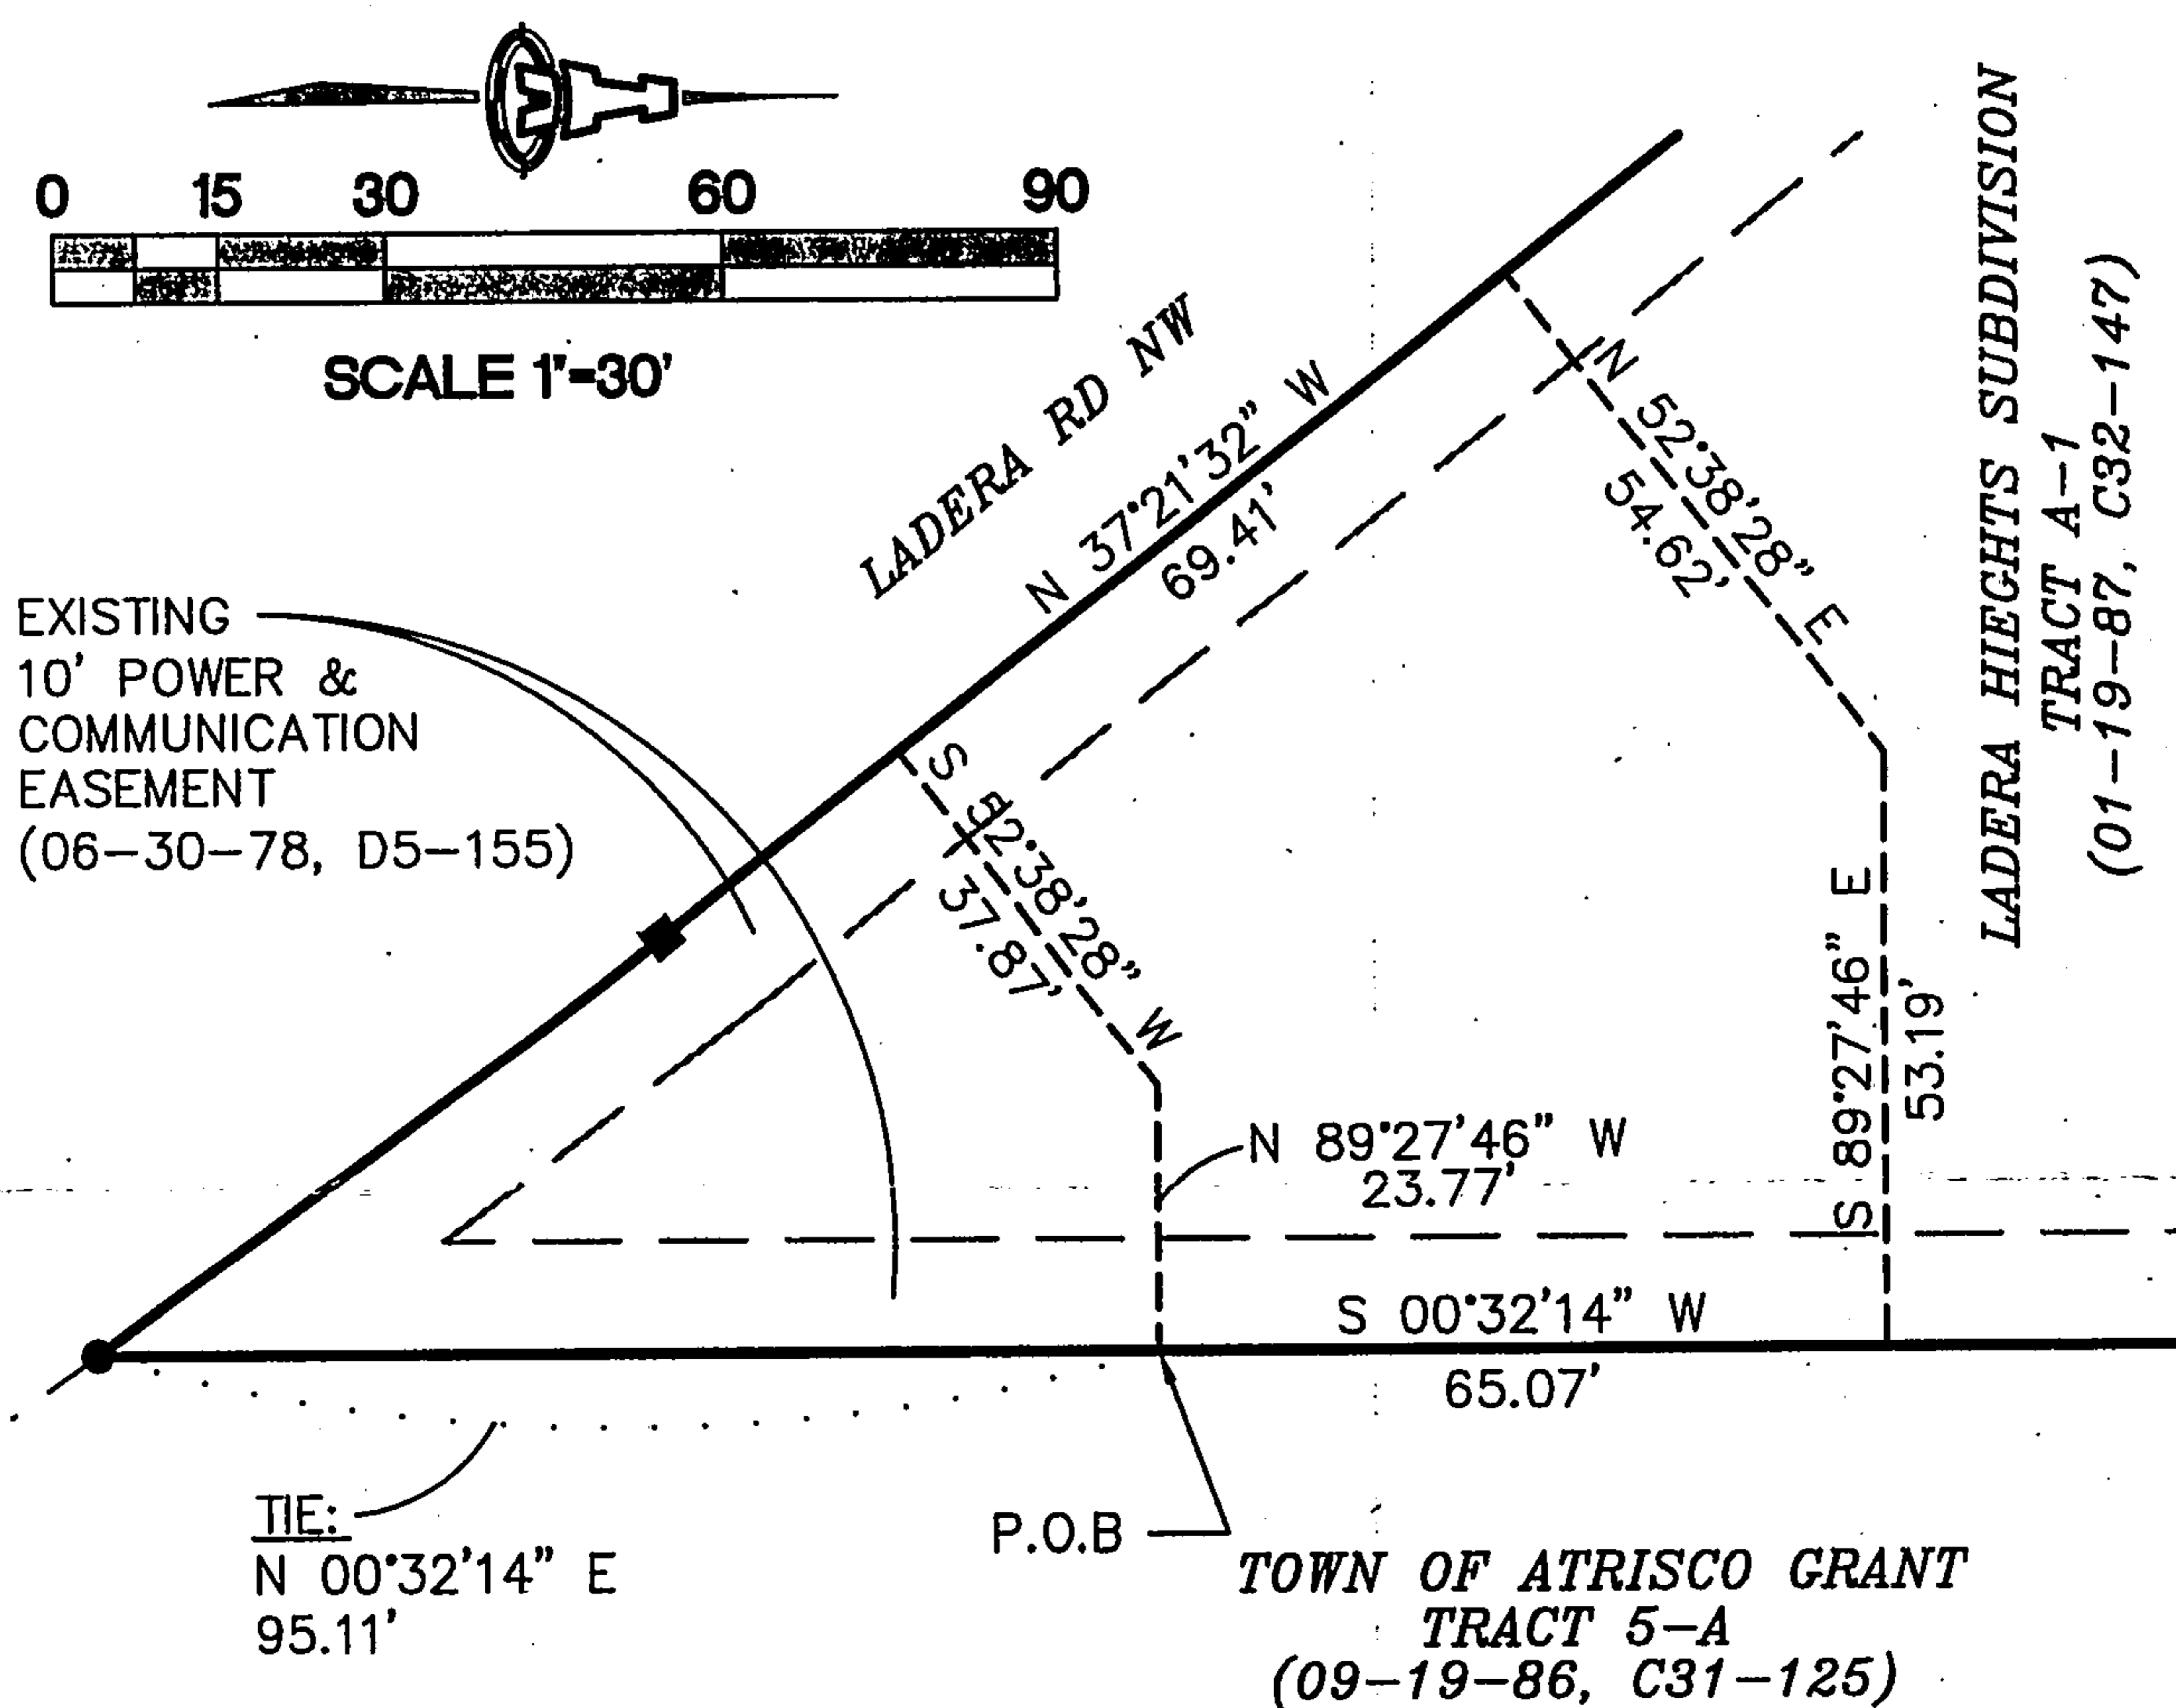 0 15 30 60 90
SCALE 1"=30'
LADERA RD NW
N 37°21'32" W
69.41'
N 52°38'28" E
54.62'
LADERA HIEGHTS SUBDIVISION
TRACT A-1
(01-19-87, C32-147)
EXISTING
10' POWER &
COMMUNICATION
EASEMENT
(06-30-78, D5-155)
S 52°38'28" W
37.87'
S 89°27'46" E
53.19'
N 89°27'46" W
23.77'
S 00°32'14" W
65.07'
TIE:
N 00°32'14" E
95.11'
P.O.B
TOWN OF ATRISCO GRANT
TRACT 5-A
(09-19-86, C31-125)